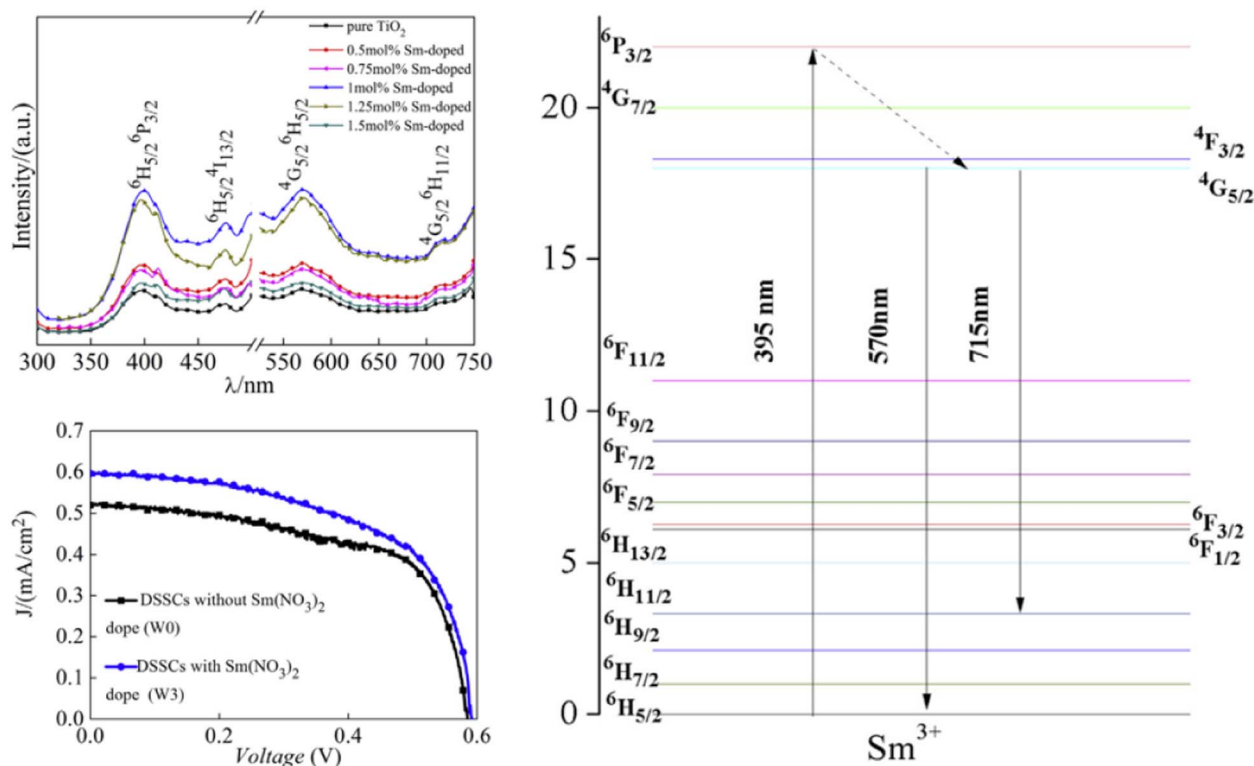 pure TiO2
0.5mol% Sm-doped
0.75mol% Sm-doped
1mol% Sm-doped
1.25mol% Sm-doped
1.5mol% Sm-doped
6H5/2 6P3/2
6H5/2 4I13/2
4G5/2 6H5/2
4G5/2 6H11/2
Intensity/(a.u.)
300 350 400 450 550 600 650 700 750
λ/nm
0.7
0.6
0.5
0.4
0.3
0.2
0.1
0.0
J/(mA/cm2)
DSSCs without Sm(NO3)2
dope (W0)
DSSCs with Sm(NO3)2
dope (W3)
0.0 0.2 0.4 0.6
Voltage (V)
20
15
10
5
0
6P3/2
4G7/2
4F3/2
4G5/2
395 nm
570nm
715nm
6F11/2
6F9/2
6F7/2
6F5/2
6F3/2
6F1/2
6H13/2
6H11/2
6H9/2
6H7/2
6H5/2
Sm3+